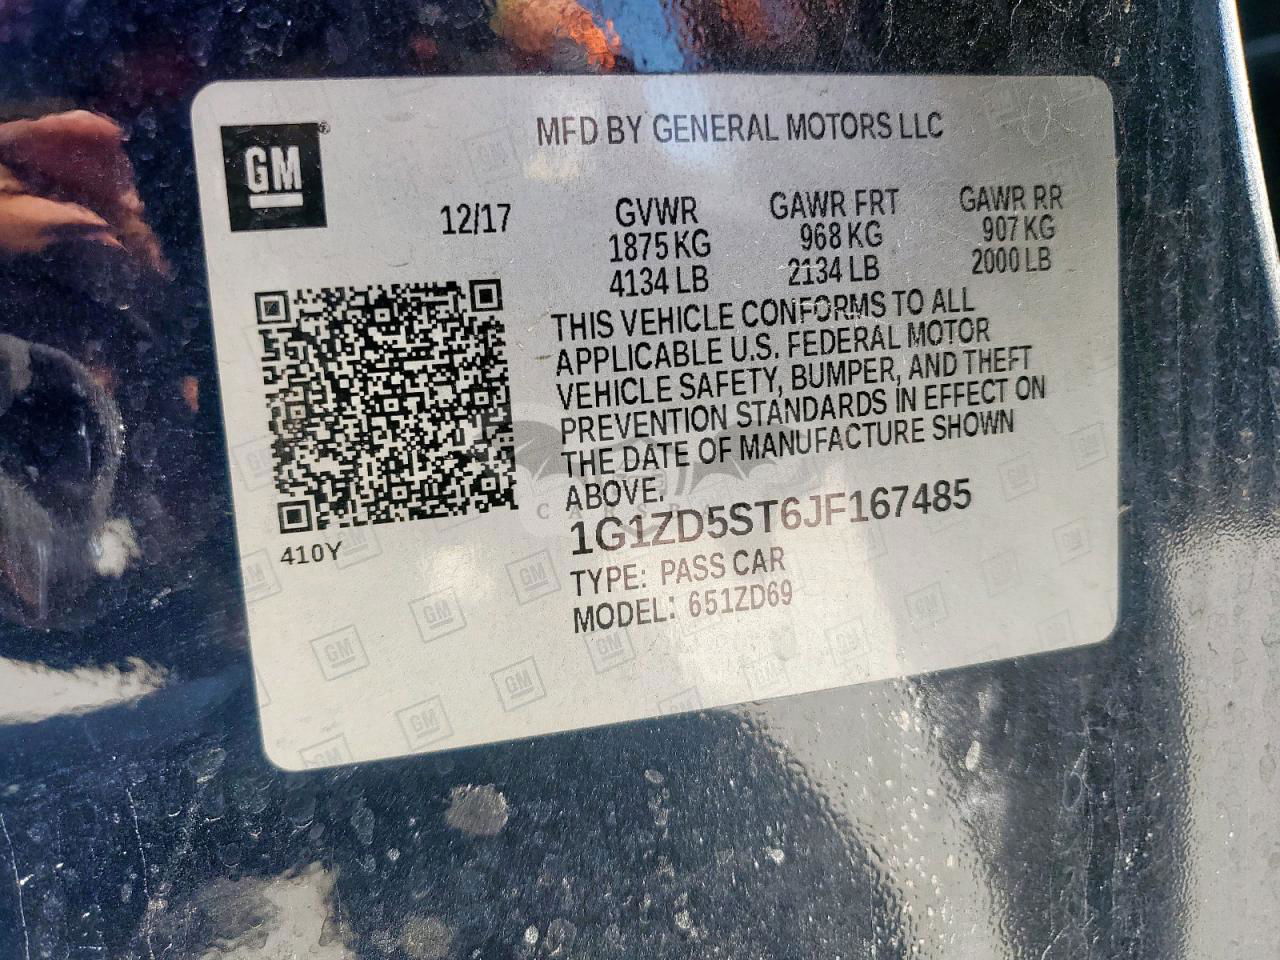 GM
MFD BY GENERAL MOTORS LLC
12/17
GVWR GAWR FRT GAWR RR
1875 KG 968 KG 907 KG
4134 LB 2134 LB 2000 LB
THIS VEHICLE CONFORMS TO ALL
APPLICABLE U.S. FEDERAL MOTOR
VEHICLE SAFETY, BUMPER, AND THEFT
PREVENTION STANDARDS IN EFFECT ON
THE DATE OF MANUFACTURE SHOWN
ABOVE.
1G1ZD5ST6JF167485
TYPE: PASS CAR
MODEL: 651ZD69
410Y